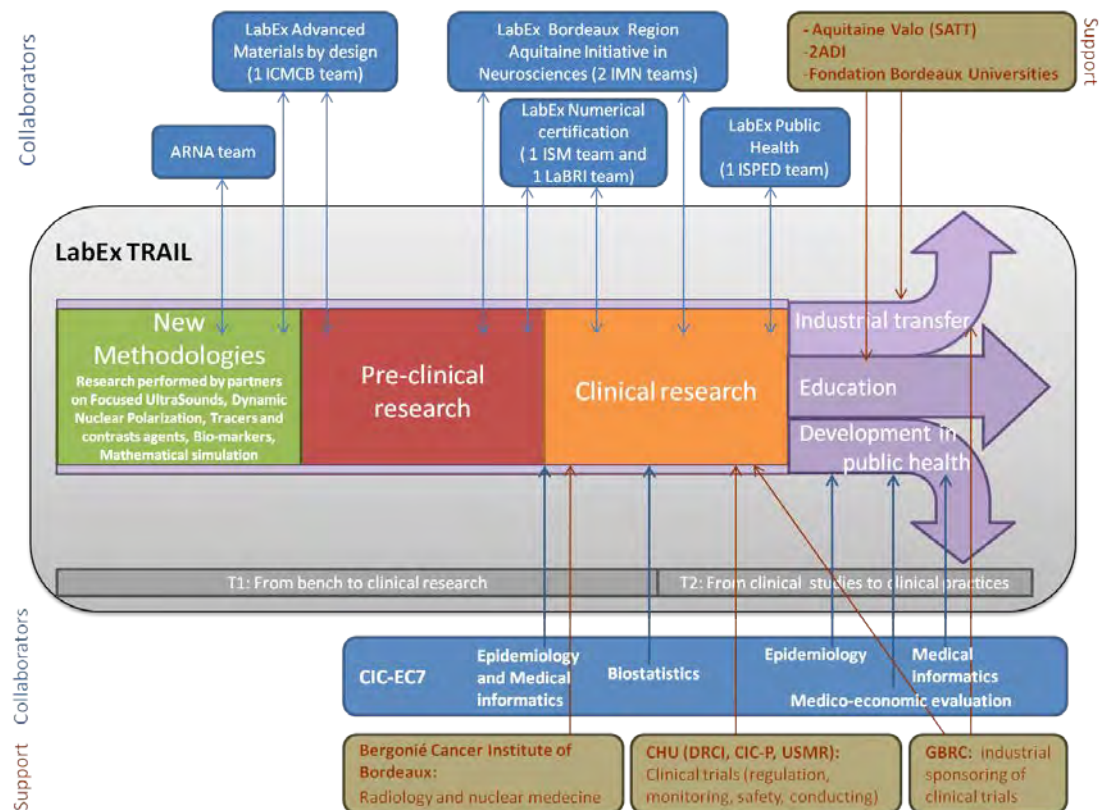 Collaborators
LabEx Advanced
Materials by design
(1 ICMCB team)
LabEx Bordeaux Region
Aquitaine Initiative in
Neurosciences (2 IMN teams)
- Aquitaine Valo (SATT)
-2ADI
-Fondation Bordeaux Universities
Support
ARNA team
LabEx Numerical
certification
( 1 ISM team and
1 LaBRI team)
LabEx Public
Health
(1 ISPED team)
LabEx TRAIL
New
Methodologies
Research performed by partners
on Focused UltraSounds, Dynamic
Nuclear Polarization, Tracers and
contrasts agents, Bio-markers,
Mathematical simulation
Pre-clinical
research
Clinical research
Industrial transfer
Education
Development in
public health
T1: From bench to clinical research
T2: From clinical studies to clinical practices
Collaborators
CIC-EC7
Epidemiology
and Medical
informatics
Biostatistics
Epidemiology
Medical
informatics
Medico-economic evaluation
Support
Bergonié Cancer Institute of
Bordeaux:
Radiology and nuclear medecine
CHU (DRCI, CIC-P, USMR):
Clinical trials (regulation,
monitoring, safety, conducting)
GBRC: industrial
sponsoring of
clinical trials